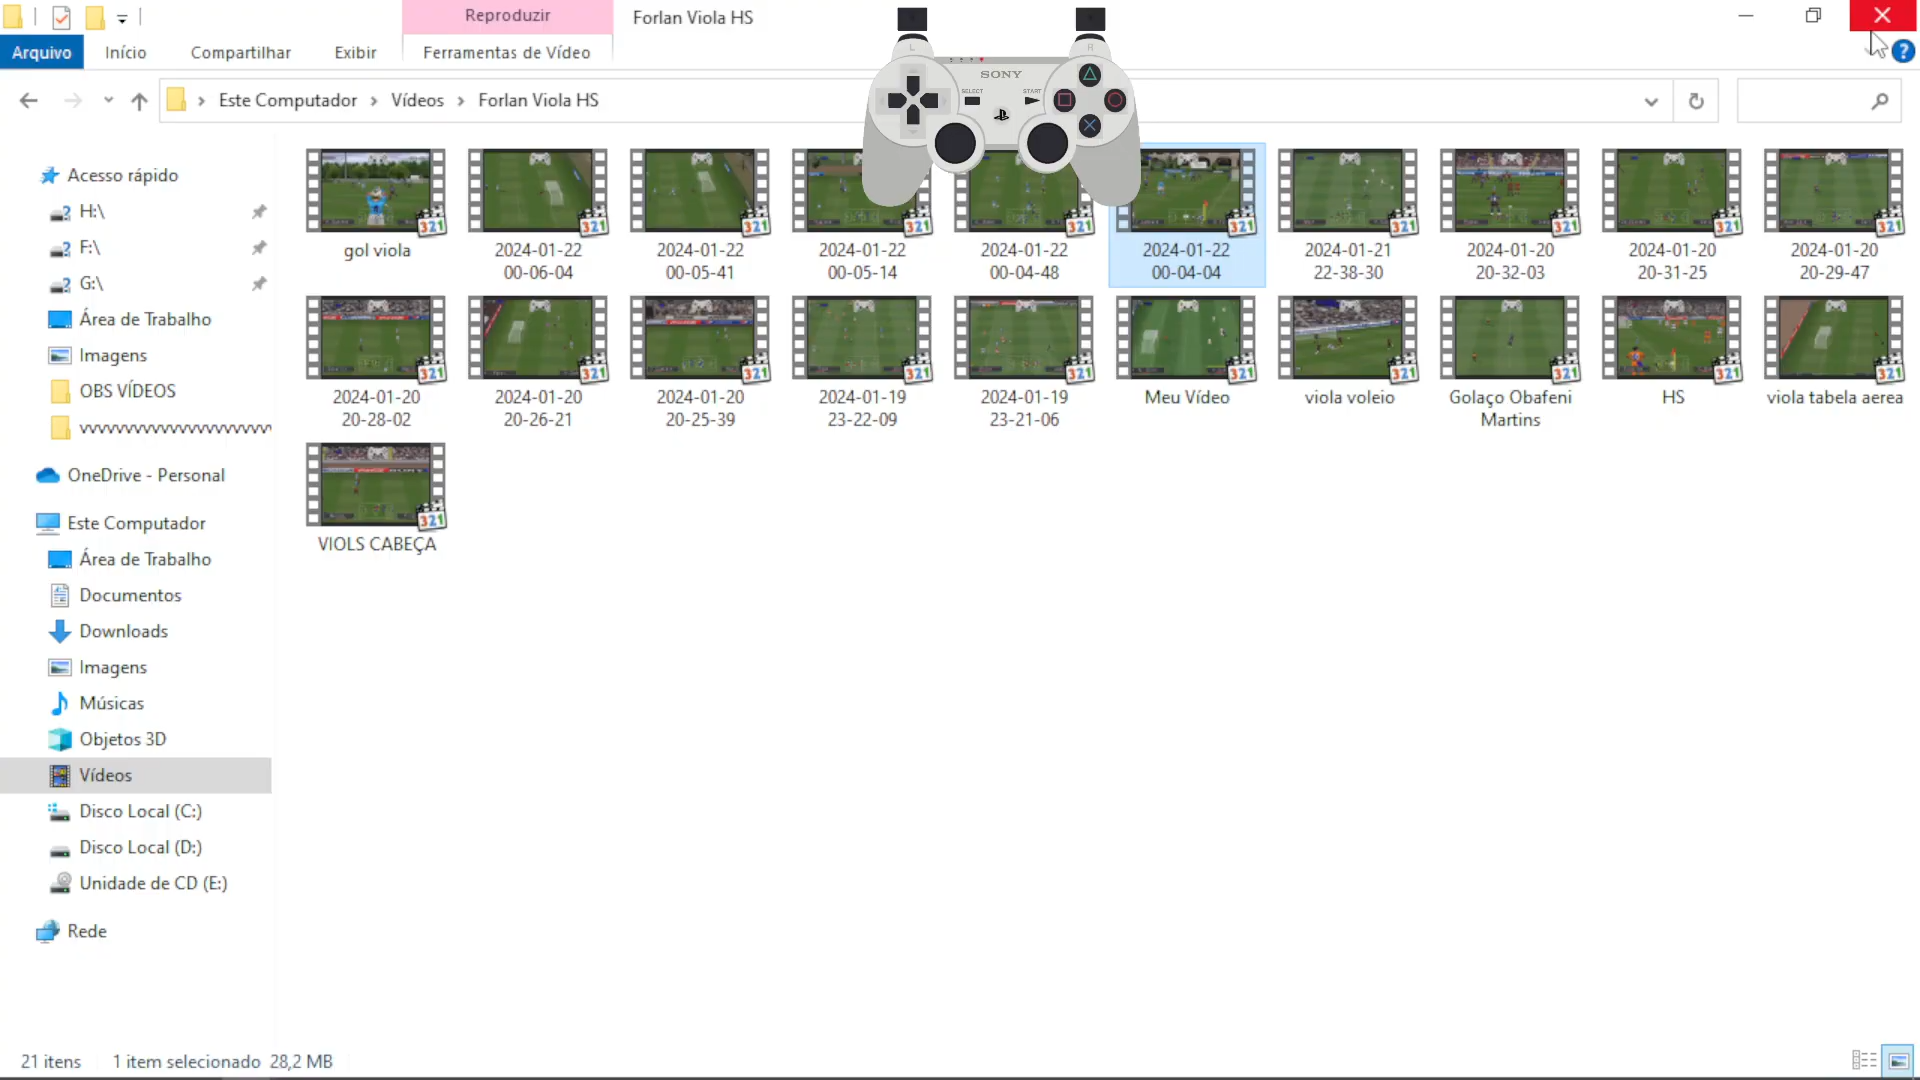 Reproduzir
Forlan Viola HS
Arquivo
Início
Compartilhar
Exibir
Ferramentas de Vídeo
?
L
R
SONY
SELECT
START
Este Computador
Vídeos
Forlan Viola HS
Acesso rápido
H:\
F:\
G:\
Área de Trabalho
Imagens
OBS VÍDEOS
OneDrive - Personal
Este Computador
Área de Trabalho
Documentos
Downloads
Imagens
Músicas
Objetos 3D
Vídeos
Disco Local (C:)
Disco Local (D:)
Unidade de CD (E:)
Rede
gol viola
2024-01-22
00-06-04
2024-01-22
00-05-41
2024-01-22
00-05-14
2024-01-22
00-04-48
2024-01-22
00-04-04
2024-01-21
22-38-30
2024-01-20
20-32-03
2024-01-20
20-31-25
2024-01-20
20-29-47
2024-01-20
20-28-02
2024-01-20
20-26-21
2024-01-20
20-25-39
2024-01-19
23-22-09
2024-01-19
23-21-06
Meu Vídeo
viola voleio
Golaço Obafeni
Martins
HS
viola tabela aerea
VIOLS CABEÇA
21 itens
1 item selecionado 28,2 MB